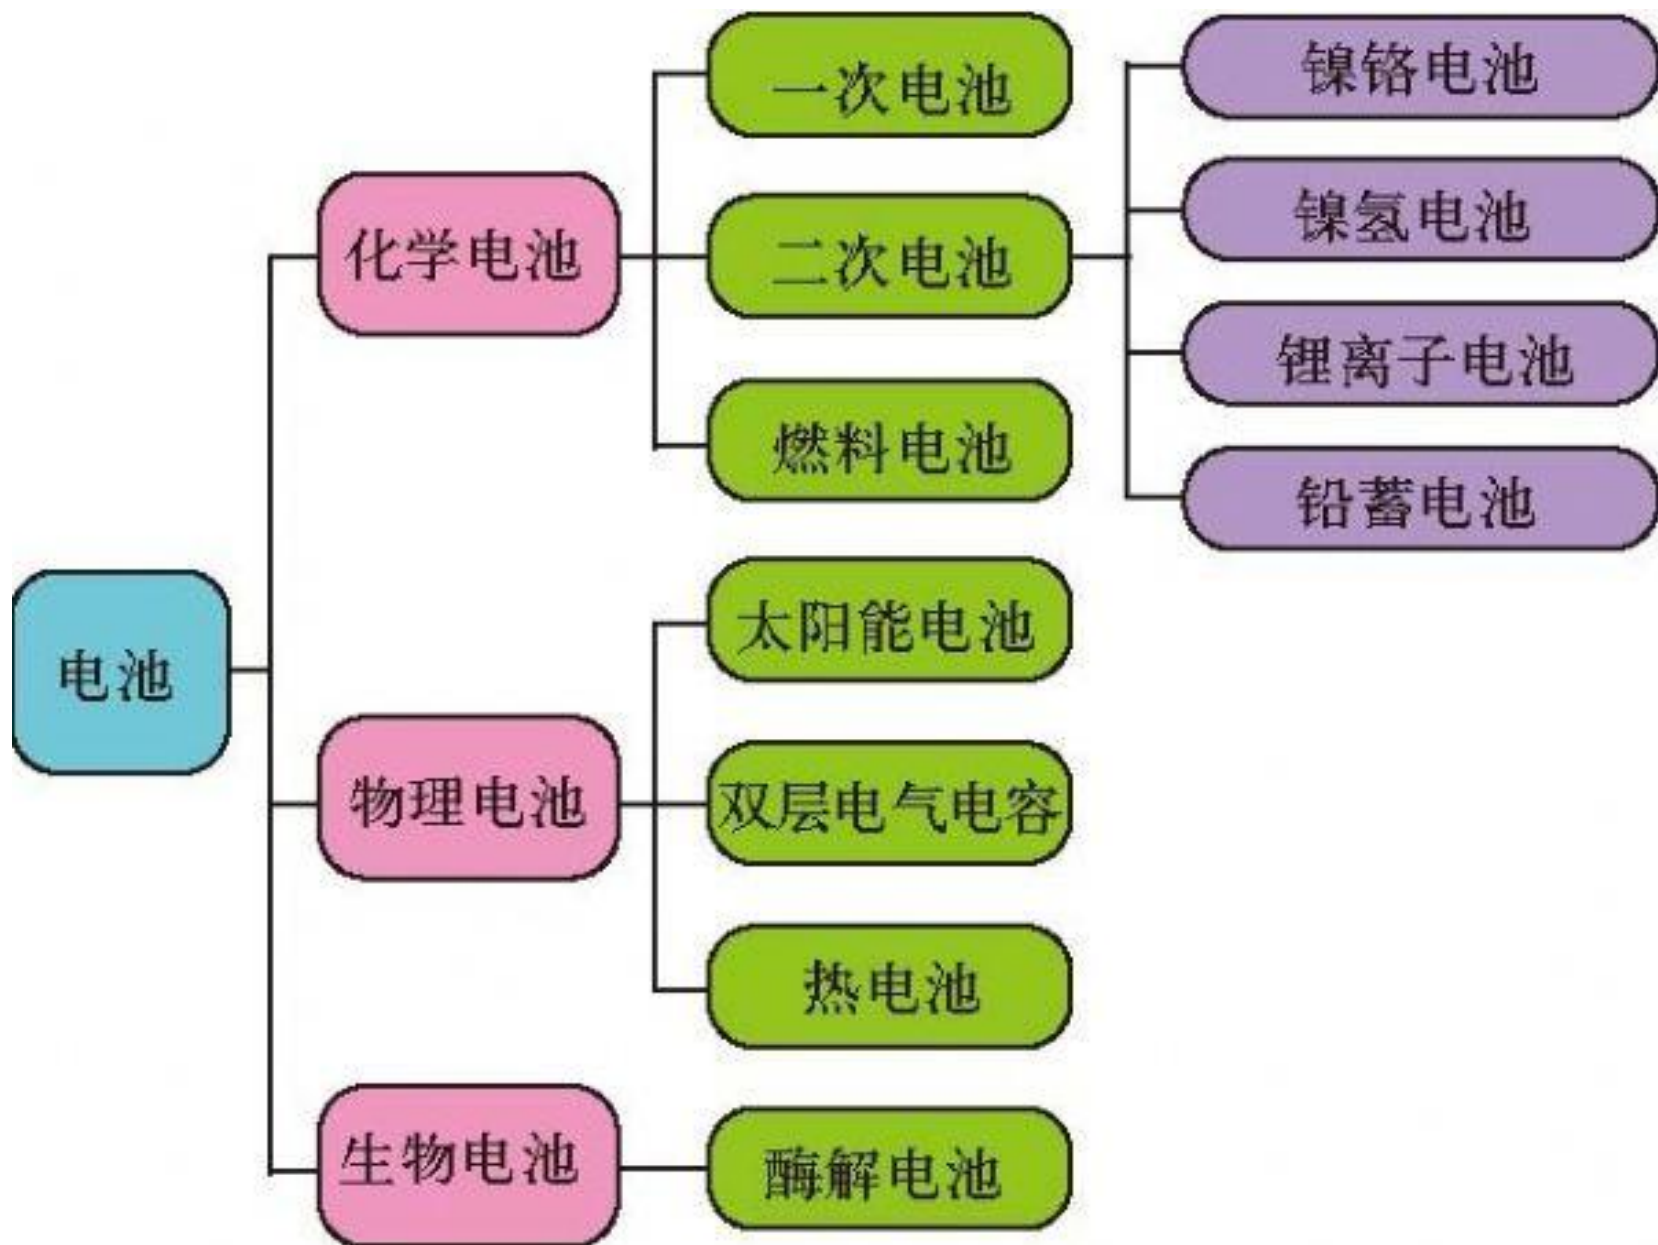 电池
化学电池
一次电池
二次电池
镍铬电池
镍氢电池
锂离子电池
铅蓄电池
燃料电池
物理电池
太阳能电池
双层电气电容
热电池
生物电池
酶解电池